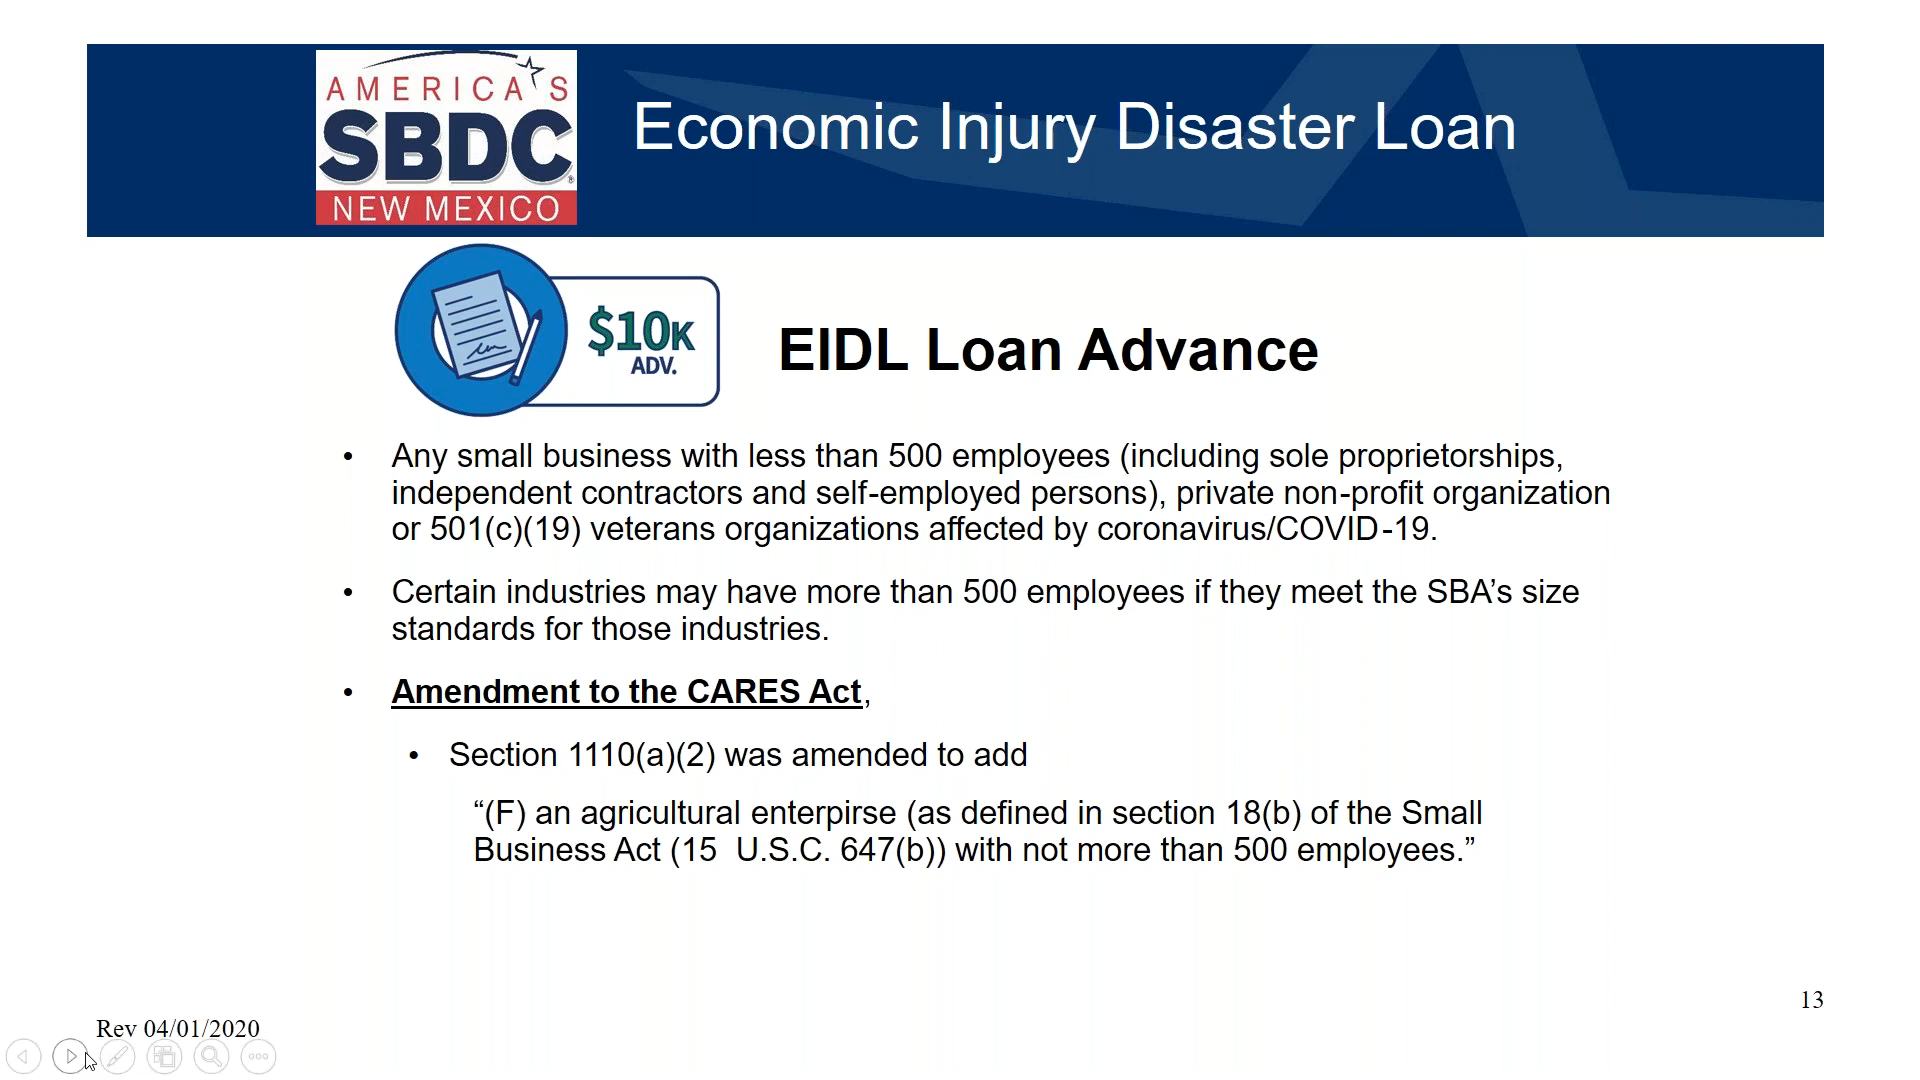 AMERICA'S
SBDC
NEW MEXICO
Economic Injury Disaster Loan
$10K
ADV.
EIDL Loan Advance
• Any small business with less than 500 employees (including sole proprietorships,
independent contractors and self-employed persons), private non-profit organization
or 501(c)(19) veterans organizations affected by coronavirus/COVID-19.
• Certain industries may have more than 500 employees if they meet the SBA’s size
standards for those industries.
• Amendment to the CARES Act,
• Section 1110(a)(2) was amended to add
“(F) an agricultural enterpirse (as defined in section 18(b) of the Small
Business Act (15  U.S.C. 647(b)) with not more than 500 employees.”
13
Rev 04/01/2020